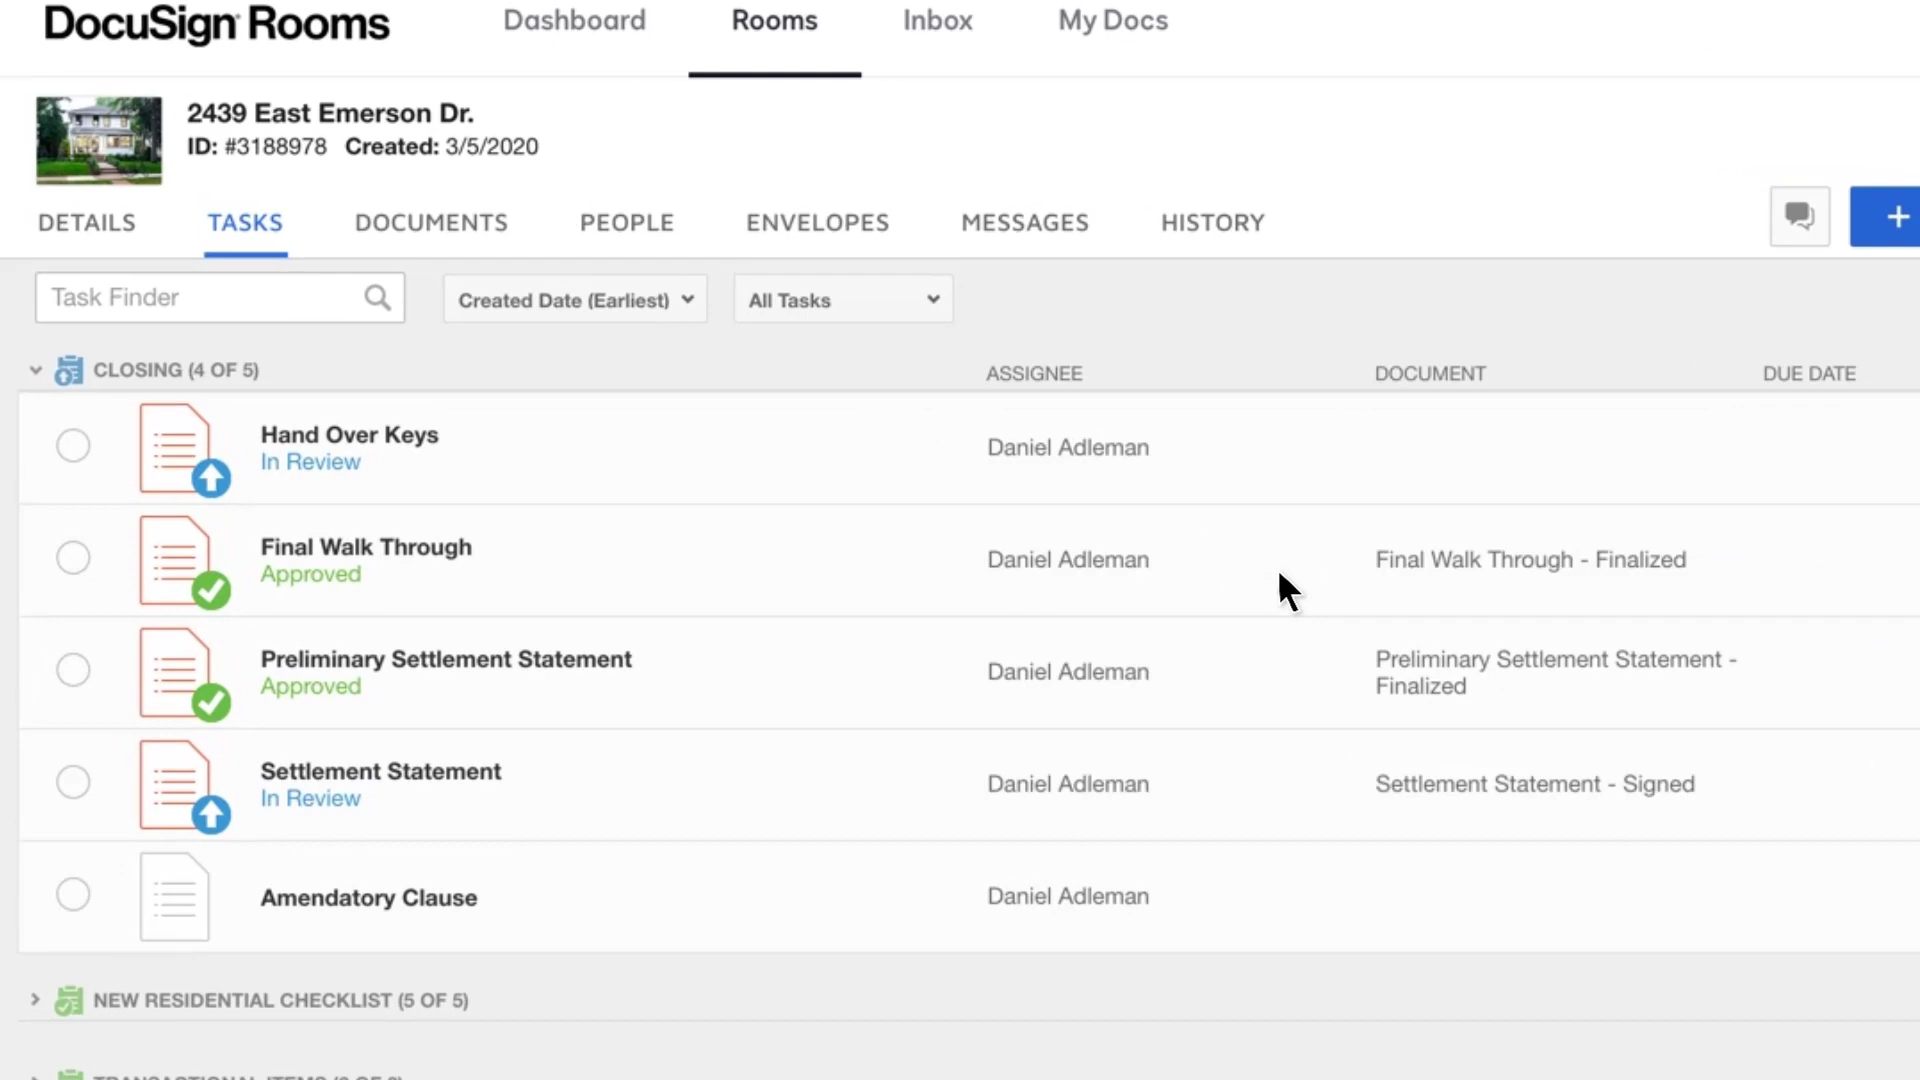 DocuSign Rooms
Dashboard
Rooms
Inbox
My Docs
2439 East Emerson Dr.
ID: #3188978 Created: 3/5/2020
DETAILS
TASKS
DOCUMENTS
PEOPLE
ENVELOPES
MESSAGES
HISTORY
+
Task Finder
Created Date (Earliest)
All Tasks
CLOSING (4 OF 5)
ASSIGNEE
DOCUMENT
DUE DATE
Hand Over Keys
In Review
Daniel Adleman
Final Walk Through
Approved
Daniel Adleman
Final Walk Through - Finalized
Preliminary Settlement Statement
Approved
Daniel Adleman
Preliminary Settlement Statement -
Finalized
Settlement Statement
In Review
Daniel Adleman
Settlement Statement - Signed
Amendatory Clause
Daniel Adleman
NEW RESIDENTIAL CHECKLIST (5 OF 5)
TRANSACTIONAL ITEMS